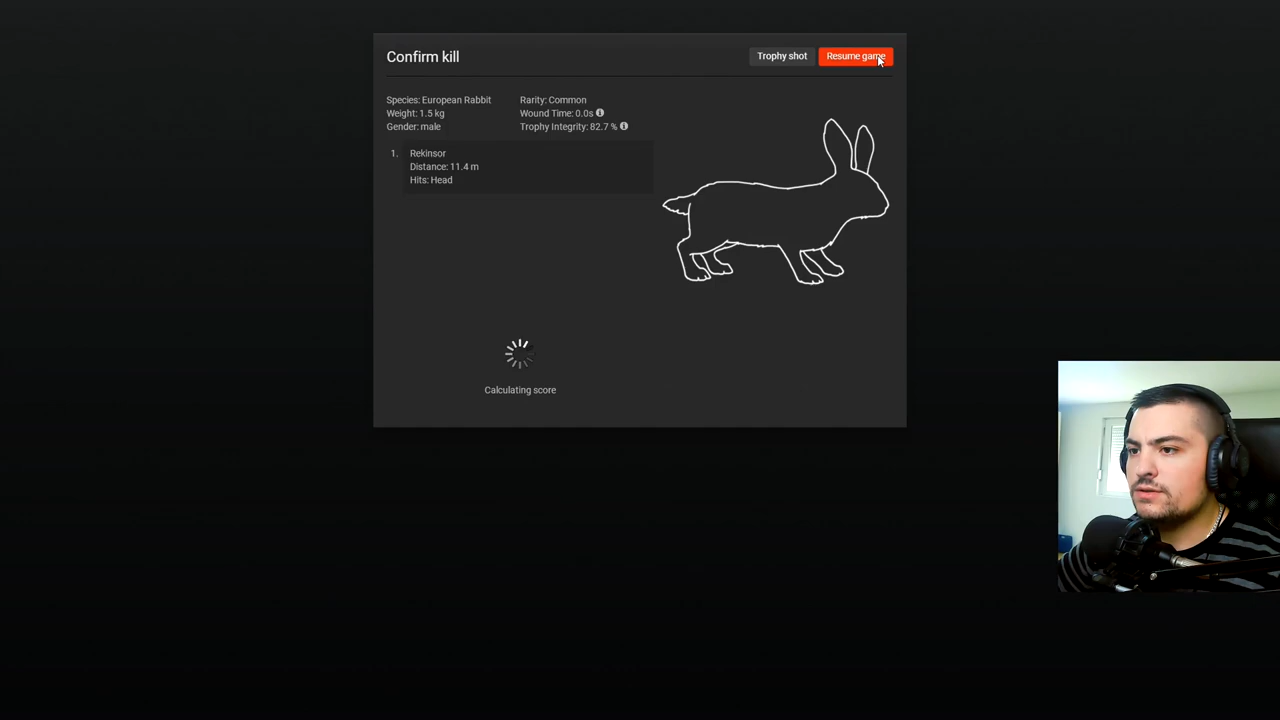 Confirm kill
Trophy shot
Resume game
Species: European Rabbit
Weight: 1.5 kg
Gender: male
Rarity: Common
Wound Time: 0.0s
Trophy Integrity: 82.7 %
1. Rekinsor
Distance: 11.4 m
Hits: Head
Calculating score